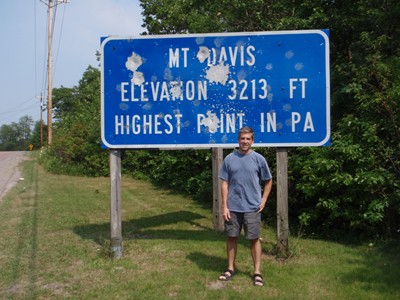 MT DAVIS
ELEVATION 3213 FT
HIGHEST POINT IN PA